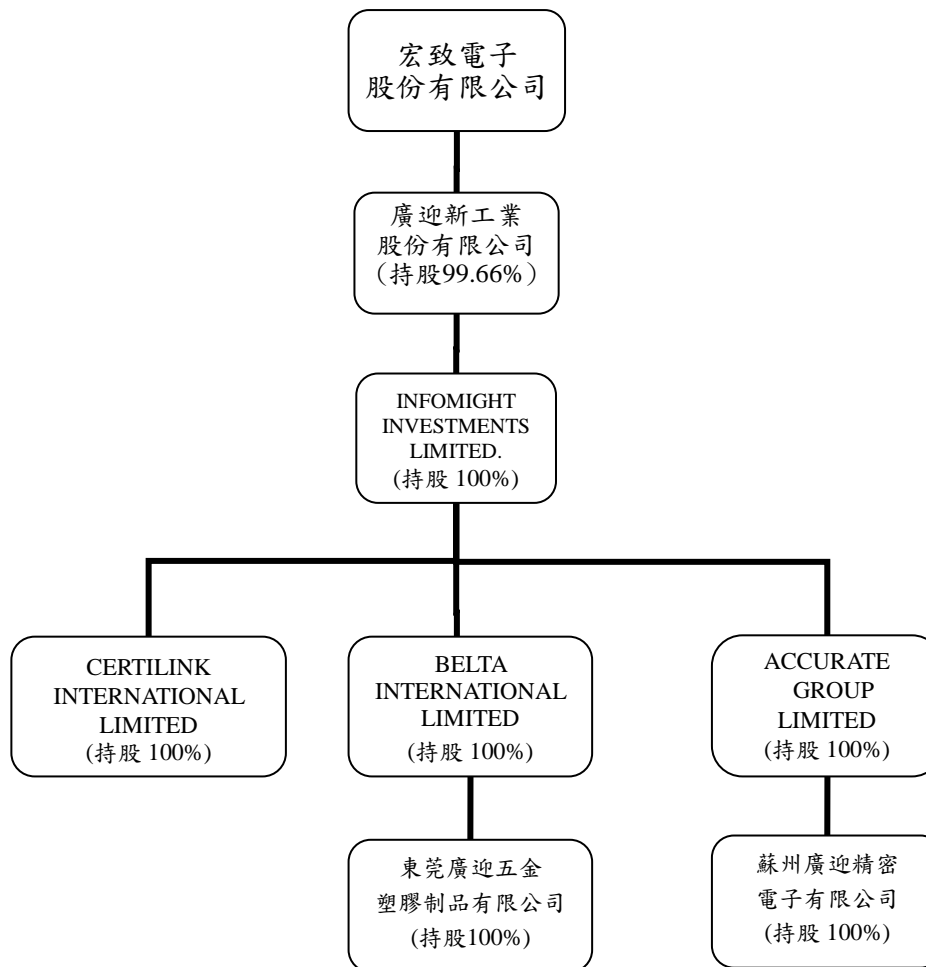 宏致電子
股份有限公司
廣迎新工業
股份有限公司
(持股99.66%)
INFOMIGHT
INVESTMENTS
LIMITED.
(持股 100%)
CERTILINK
INTERNATIONAL
LIMITED
(持股 100%)
BELTA
INTERNATIONAL
LIMITED
(持股 100%)
ACCURATE
GROUP
LIMITED
(持股 100%)
東莞廣迎五金
塑膠制品有限公司
(持股100%)
蘇州廣迎精密
電子有限公司
(持股 100%)